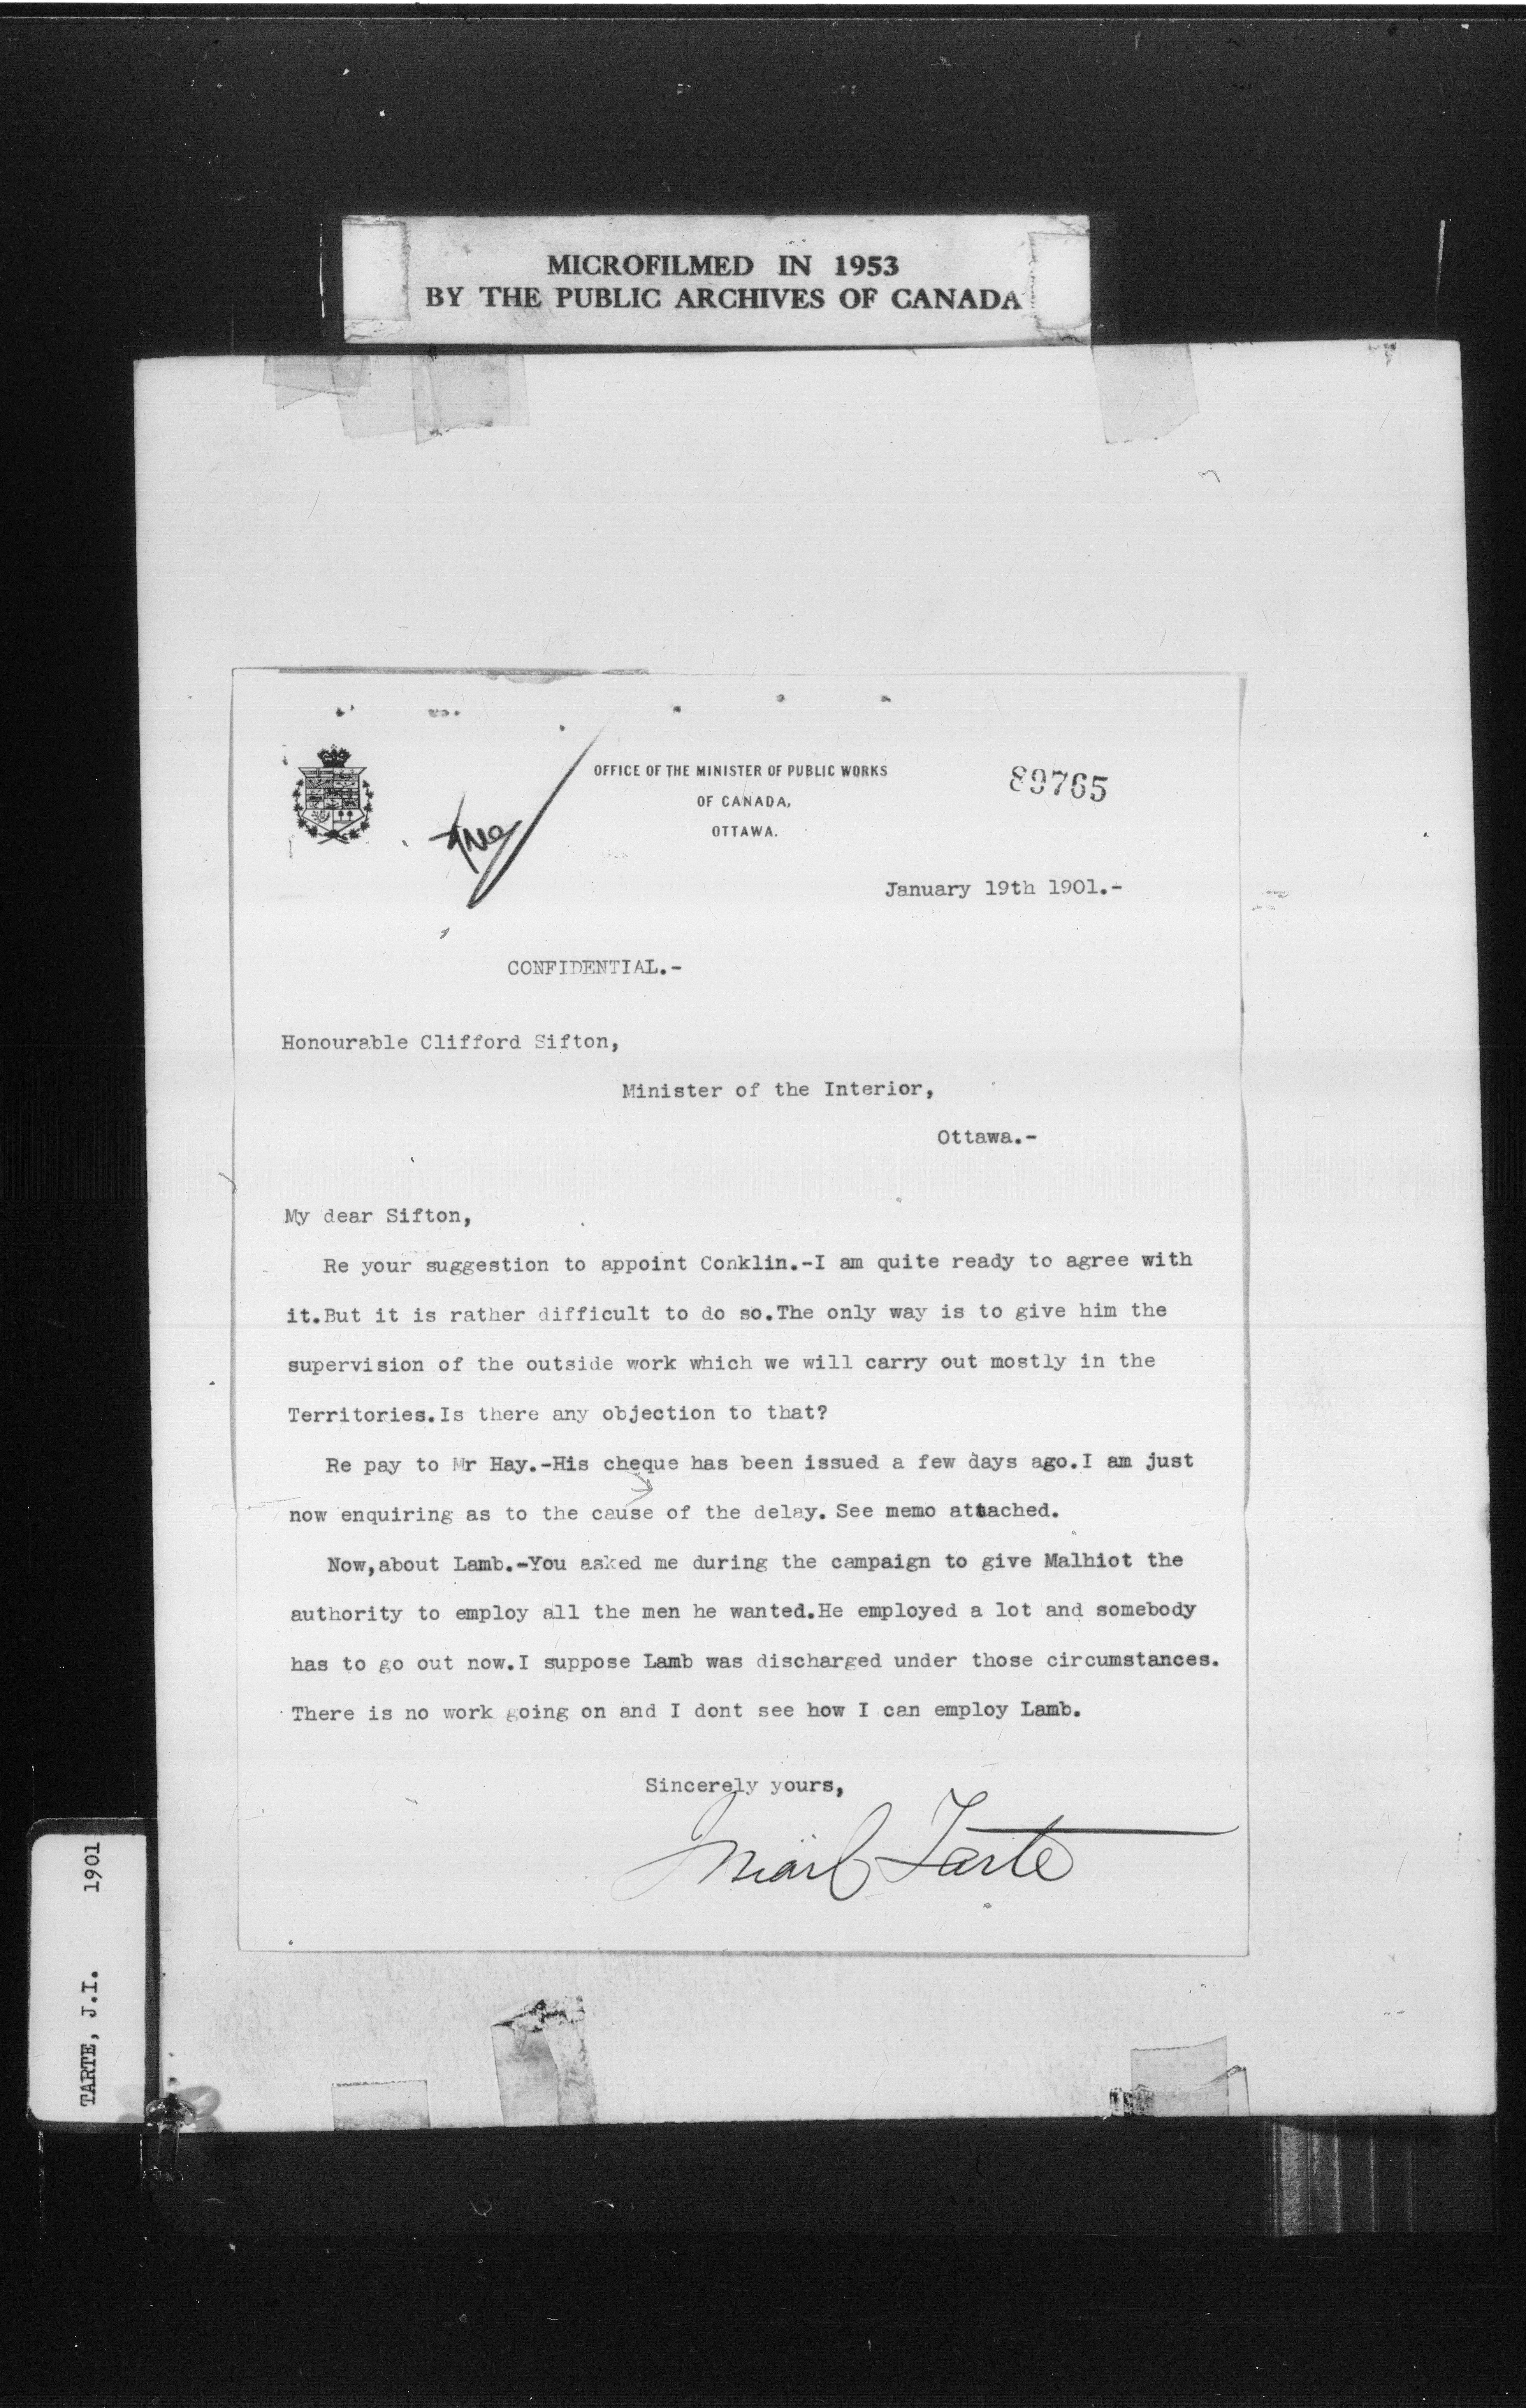 MICROFILMED IN 1953
BY THE PUBLIC ARCHIVES OF CANADA
OFFICE OF THE MINISTER OF PUBLIC WORKS
OF CANADA,
OTTAWA.
89765
January 19th 1901.-
CONFIDENTIAL.-
Honourable Clifford Sifton,
Minister of the Interior,
Ottawa.-
My dear Sifton,
Re your suggestion to appoint Conklin.-I am quite ready to agree with
it.But it is rather difficult to do so.The only way is to give him the
supervision of the outside work which we will carry out mostly in the
Territories.Is there any objection to that?
Re pay to Mr Hay.-His cheque has been issued a few days ago.I am just
now enquiring as to the cause of the delay. See memo attached.
Now,about Lamb.-You asked me during the campaign to give Malhiot the
authority to employ all the men he wanted.He employed a lot and somebody
has to go out now.I suppose Lamb was discharged under those circumstances.
There is no work going on and I dont see how I can employ Lamb.
Sincerely yours,
Tarte
TARTE, J.I. 1901